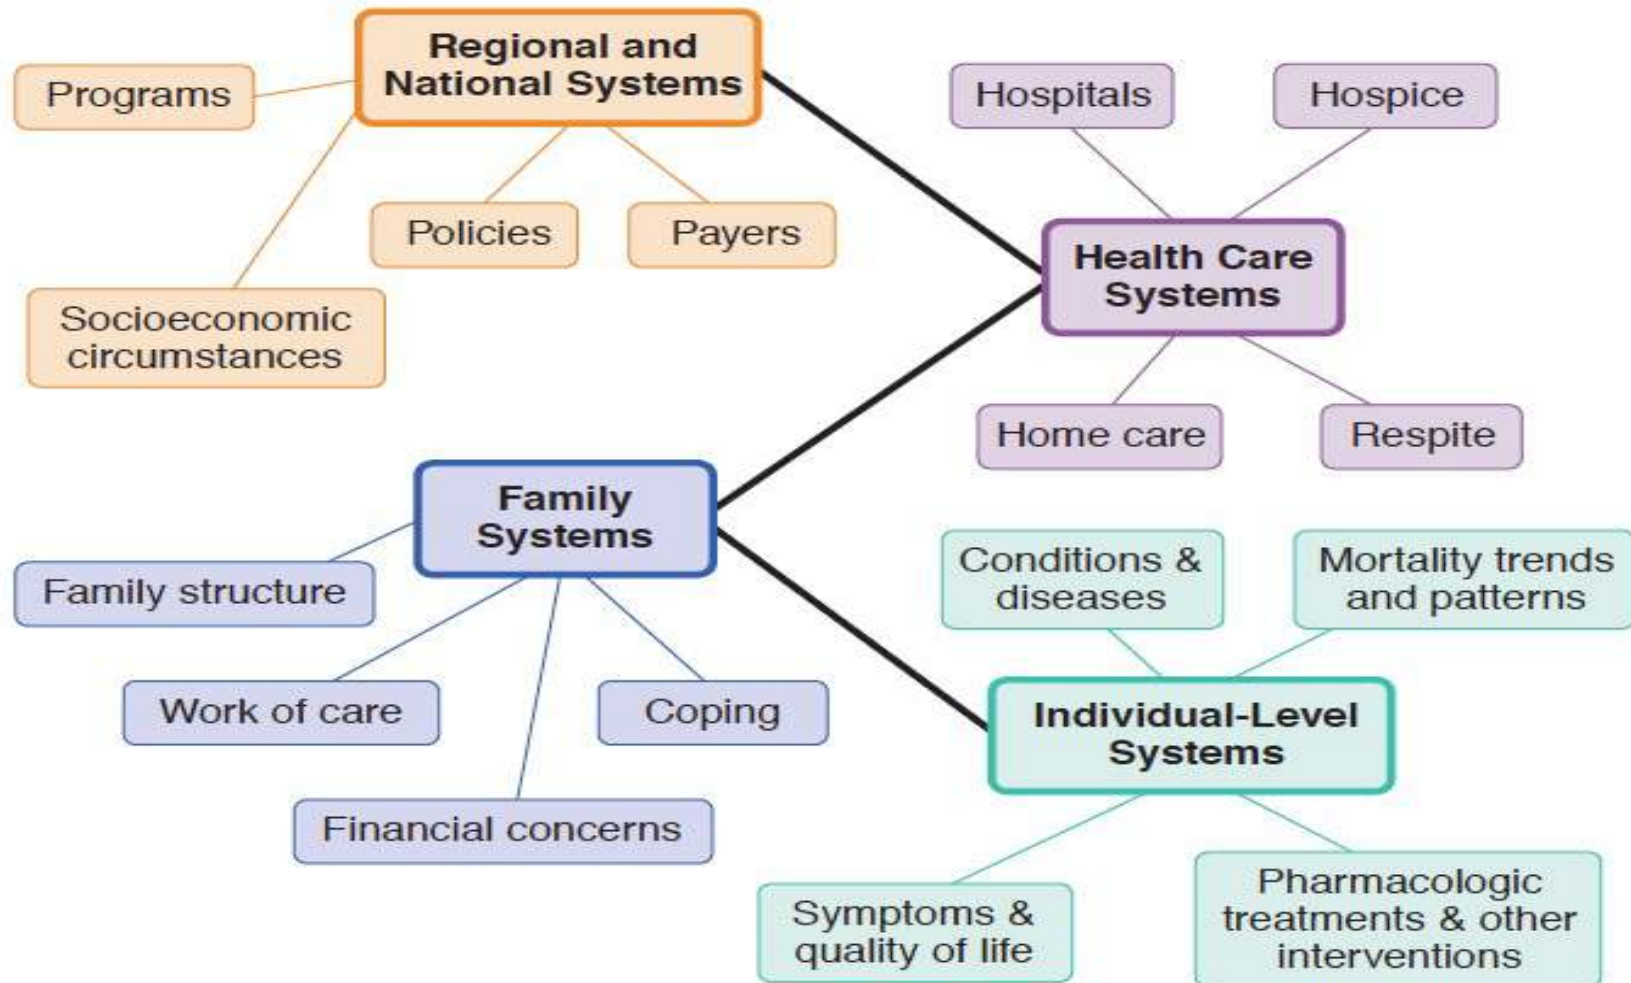 Regional and
National Systems
Programs
Policies
Payers
Socioeconomic
circumstances
Hospitals
Hospice
Health Care
Systems
Home care
Respite
Family
Systems
Family structure
Work of care
Coping
Financial concerns
Conditions &
diseases
Mortality trends
and patterns
Individual-Level
Systems
Symptoms &
quality of life
Pharmacologic
treatments & other
interventions